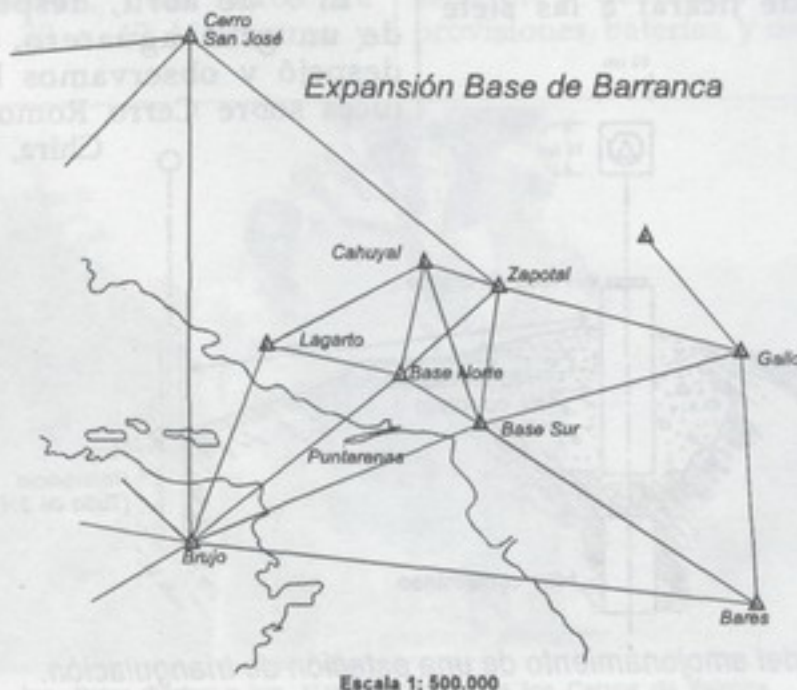 Cerro
San José
Expansión Base de Barranca
Cahuyal
Zapotal
Lagarto
Base Norte
Gallo
Base Sur
Puntarenas
Brujo
Bares
Escala 1: 500.000